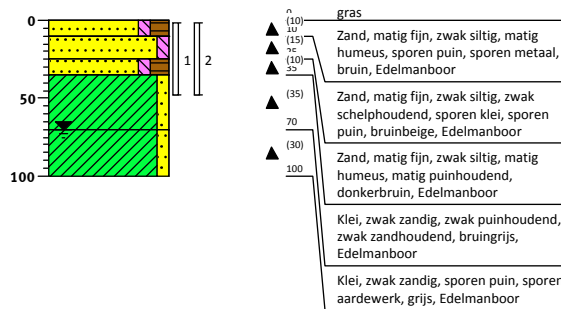 0
50
100
1
2
(10)
10
(15)
25
(10)
35
(35)
70
(30)
100
gras
Zand, matig fijn, zwak siltig, matig
humeus, sporen puin, sporen metaal,
bruin, Edelmanboor
Zand, matig fijn, zwak siltig, zwak
schelphoudend, sporen klei, sporen
puin, bruinbeige, Edelmanboor
Zand, matig fijn, zwak siltig, matig
humeus, matig puinhoudend,
donkerbruin, Edelmanboor
Klei, zwak zandig, zwak puinhoudend,
zwak zandhoudend, bruingrijs,
Edelmanboor
Klei, zwak zandig, sporen puin, sporen
aardewerk, grijs, Edelmanboor